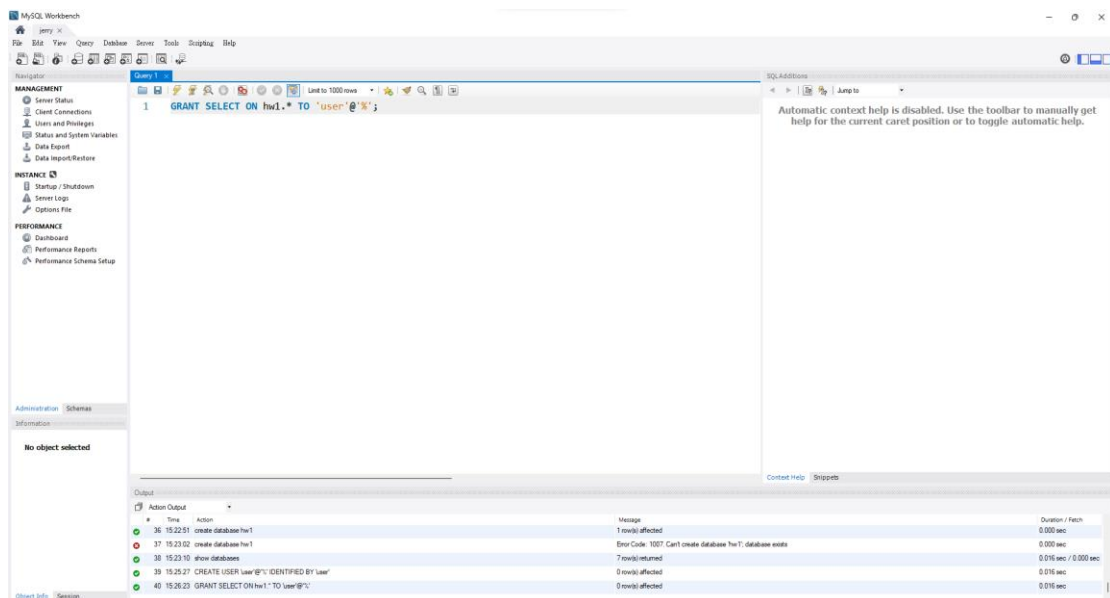 MySQL Workbench
jerry ×
File Edit View Query Database Server Tools Scripting Help
Navigator
MANAGEMENT
Server Status
Client Connections
Users and Privileges
Status and System Variables
Data Export
Data Import/Restore
INSTANCE
Startup / Shutdown
Server Logs
Options File
PERFORMANCE
Dashboard
Performance Reports
Performance Schema Setup
Administration Schemas
Information
No object selected
Object Info Session
Query 1 ×
Limit to 1000 rows
1 GRANT SELECT ON hw1.* TO 'user'@'%';
SQLAdditions
Jump to
Automatic context help is disabled. Use the toolbar to manually get
help for the current caret position or to toggle automatic help.
Context Help Snippets
Output
Action Output
# Time Action Message Duration / Fetch
36 15:22:51 create database hw1 1 row(s) affected 0.000 sec
37 15:23:02 create database hw1 Error Code: 1007. Can't create database 'hw1'; database exists 0.000 sec
38 15:23:10 show databases 7 row(s) returned 0.016 sec / 0.000 sec
39 15:25:27 CREATE USER 'user'@'%' IDENTIFIED BY 'user' 0 row(s) affected 0.016 sec
40 15:26:23 GRANT SELECT ON hw1.* TO 'user'@'%' 0 row(s) affected 0.016 sec